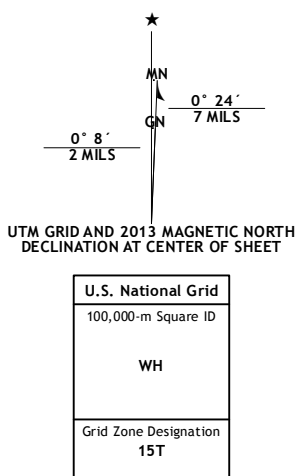 ★
MN
0° 24´
7 MILS
GN
0° 8´
2 MILS
UTM GRID AND 2013 MAGNETIC NORTH
DECLINATION AT CENTER OF SHEET
U.S. National Grid
100,000-m Square ID
WH
Grid Zone Designation
15T